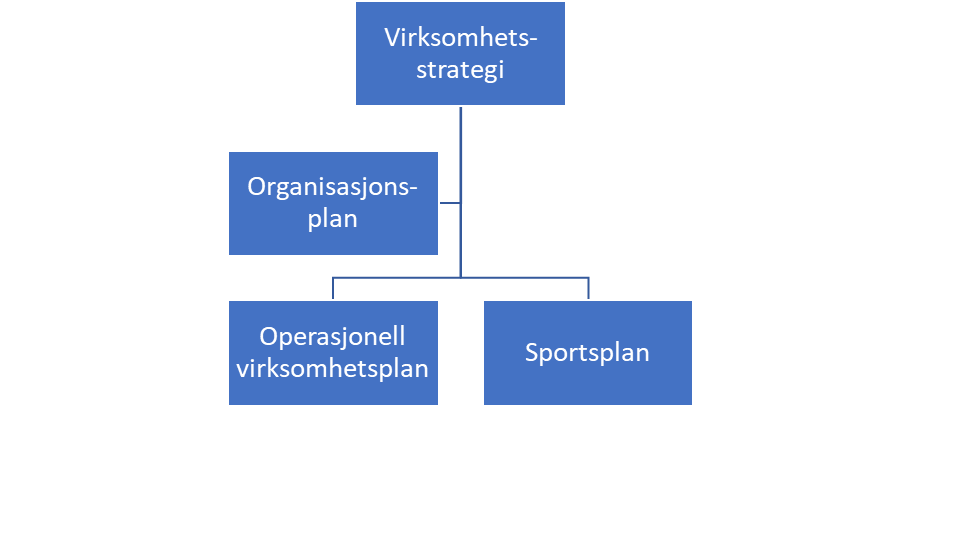 Virksomhets-
strategi
Organisasjons-
plan
Operasjonell
virksomhetsplan
Sportsplan